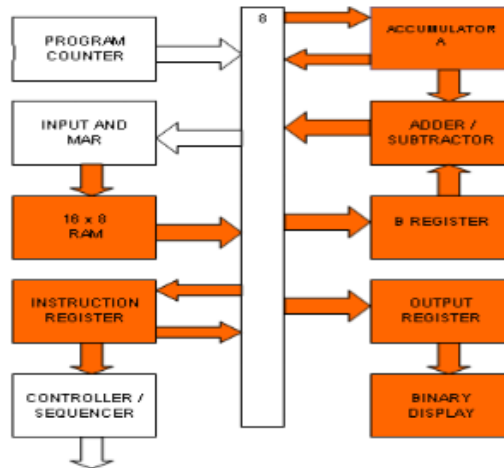 PROGRAM
COUNTER
INPUT AND
MAR
16 x 8
RAM
INSTRUCTION
REGISTER
CONTROLLER /
SEQUENCER
8
ACCUMULATOR
A
ADDER /
SUBTRACTOR
B REGISTER
OUTPUT
REGISTER
BINARY
DISPLAY